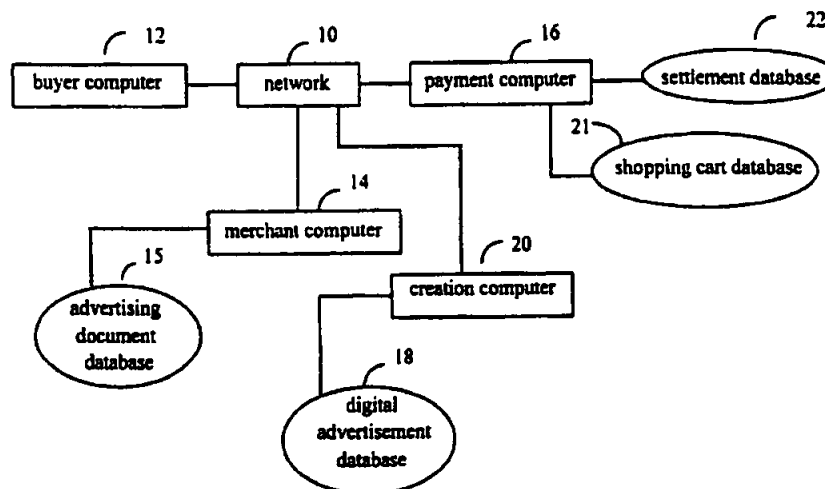 12
10
16
22
buyer computer
network
payment computer
settlement database
21
shopping cart database
14
merchant computer
15
20
advertising
document
database
creation computer
18
digital
advertisement
database